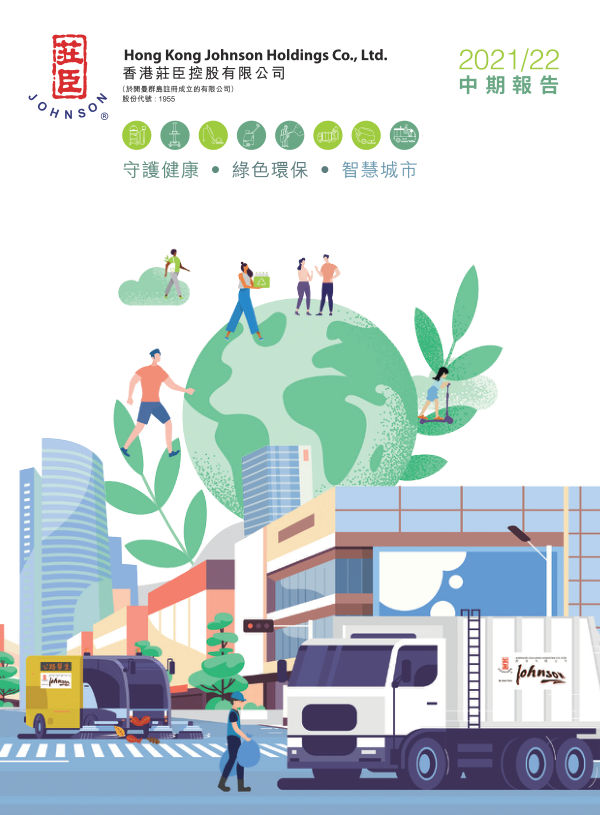 莊臣
JOHNSON®
Hong Kong Johnson Holdings Co., Ltd.
香港莊臣控股有限公司
(於開曼群島註冊成立的有限公司)
股份代號 : 1955
2021/22
中期報告
守護健康 • 綠色環保 • 智慧城市
Johnson
Johnson